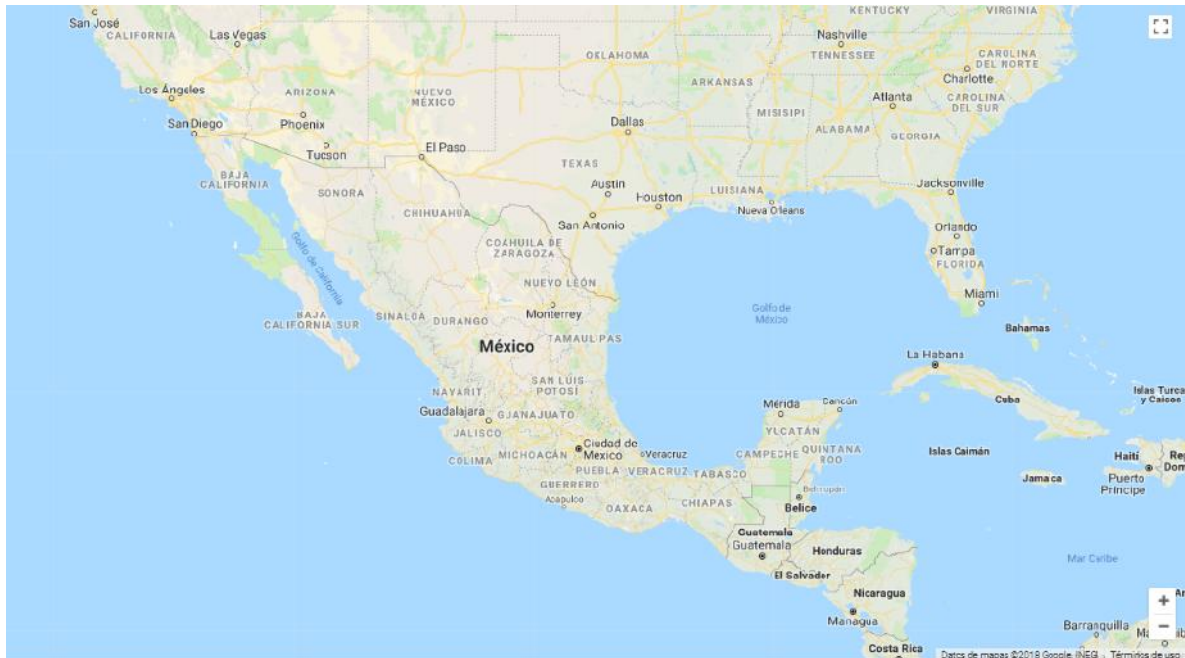 KENTUCKY
VIRGINIA
San José
CALIFORNIA
Las Vegas
Nashville
TENNESSEE
OKLAHOMA
CAROLINA
DEL NORTE
Charlotte
ARKANSAS
Los Ángeles
ARIZONA
NUEVO
MÉXICO
Atlanta
CAROLINA
DEL SUR
San Diego
Phoenix
Dallas
MISISIPI
ALABAMA
GEORGIA
Tucson
El Paso
TEXAS
BAJA
CALIFORNIA
SONORA
Austin
Houston
LUISIANA
Jacksonville
CHIHUAHUA
San Antonio
Nueva Orleans
Orlando
COAHUILA DE
ZARAGOZA
Golfo de California
Tampa
FLORIDA
NUEVO LEÓN
Miami
Monterrey
Golfo de
México
BAJA
CALIFORNIA SUR
SINALOA
DURANGO
Bahamas
México
TAMAULIPAS
La Habana
SAN LUIS
POTOSÍ
NAYARIT
Islas Turcas
y Caicos
Cuba
Guadalajara
GUANAJUATO
Mérida
Cancún
JALISCO
YUCATÁN
Ciudad de
Mexico
Veracruz
CAMPECHE
QUINTANA
ROO
Islas Caimán
Haití
COLIMA
MICHOACÁN
PUEBLA
VERACRUZ
TABASCO
Jamaica
Puerto
Príncipe
GUERRERO
Acapulco
OAXACA
CHIAPAS
Belmopán
Belice
Guatemala
Guatemala
Honduras
Mar Caribe
El Salvador
Nicaragua
+
Managua
−
Barranquilla
Costa Rica
Datos de mapas ©2018 Google, INEGI
Términos de uso